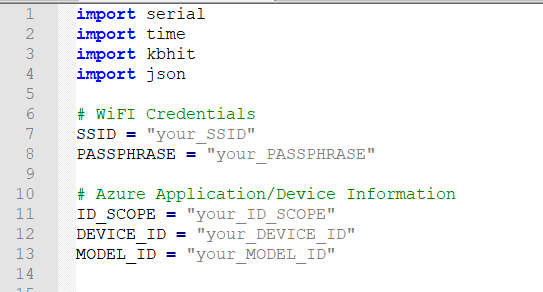 1 import serial
2 import time
3 import kbhit
4 import json
5
6 # WiFI Credentials
7 SSID = "your_SSID"
8 PASSPHRASE = "your_PASSPHRASE"
9
10 # Azure Application/Device Information
11 ID_SCOPE = "your_ID_SCOPE"
12 DEVICE_ID = "your_DEVICE_ID"
13 MODEL_ID = "your_MODEL_ID"
14